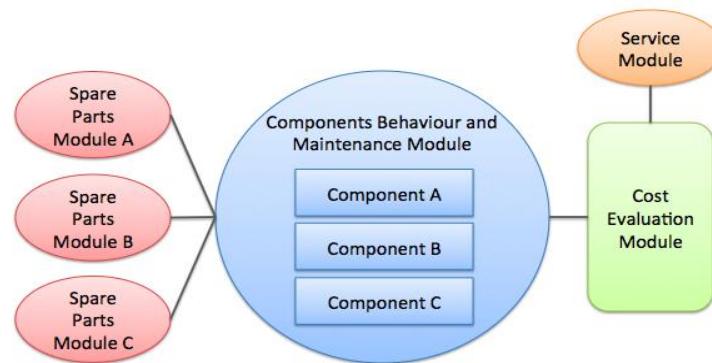 Service
Module
Spare
Parts
Module A
Components Behaviour and
Maintenance Module
Component A
Spare
Parts
Module B
Component B
Cost
Evaluation
Module
Component C
Spare
Parts
Module C